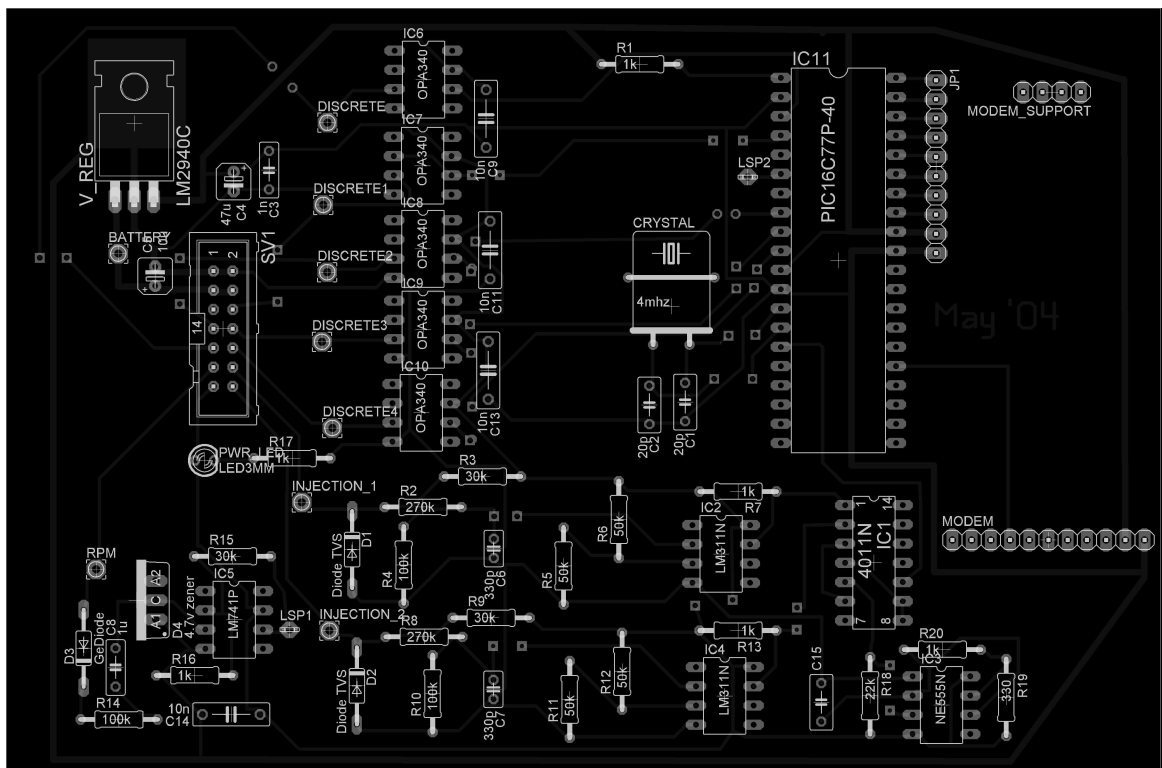 IC6
OPA340
R1
1k
IC11
PIC16C77P-40
JP1
MODEM_SUPPORT
V_REG
LM2940C
DISCRETE
C9
10n
IC7
OPA340
47u
C4
1n
C3
DISCRETE1
LSP2
IC8
OPA340
BATTERY
SV1
1 2
14
DISCRETE2
10n
C11
CRYSTAL
4mhz
IC9
OPA340
DISCRETE3
May '04
IC10
OPA340
10n
C13
DISCRETE4
20p
C2
20p
C1
PWR_LED
LED3MM
R17
1k
R3
30k
INJECTION_1
R2
270k
R6
50k
1k
R7
IC2
LM311N
1 14
4011N
IC1
7 8
MODEM
RPM
R15
30k
IC5
LM741P
Diode TVS
D1
R4
100k
330p
C6
R5
50k
A2
C
A1
D4
4.7v zener
D3
GeDiode
C8
1u
LSP1
INJECTION_2
R9
30k
R8
270k
1k
R13
R16
1k
R14
100k
10n
C14
Diode TVS
D2
R10
100k
330p
C7
R11
50k
R12
50k
IC4
LM311N
C15
22k
R18
R20
1k
IC3
NE555N
330
R19